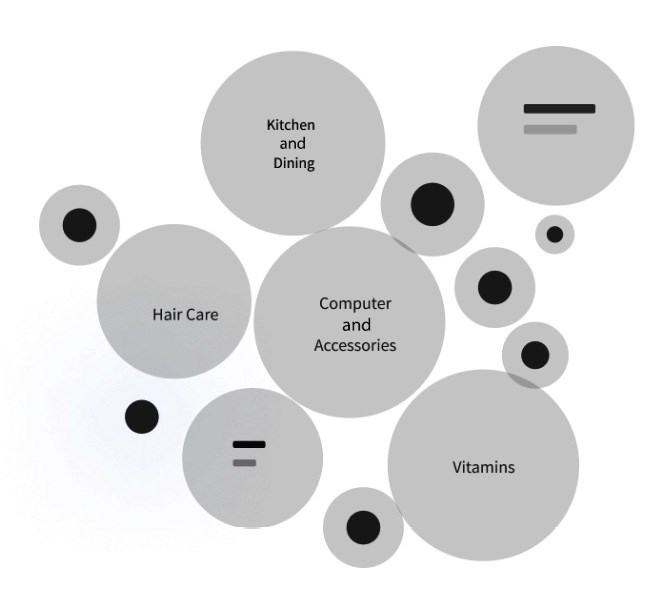 Kitchen
and
Dining
Hair Care
Computer
and
Accessories
Vitamins